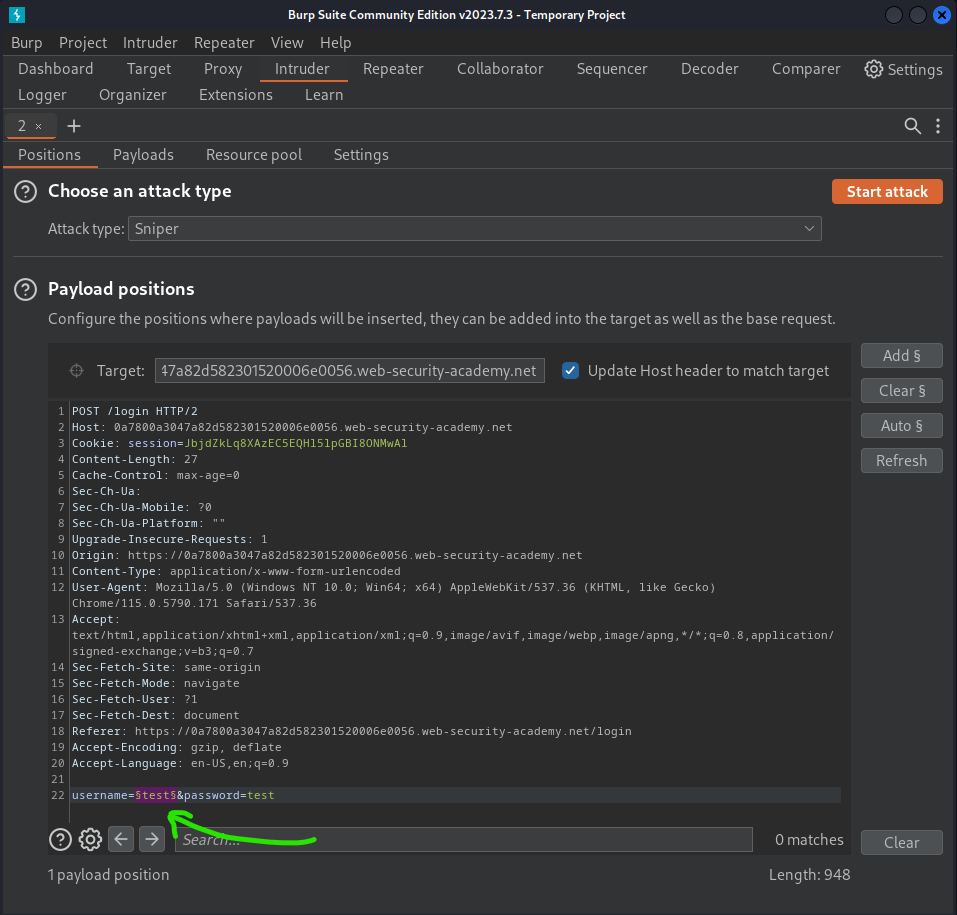 Burp Suite Community Edition v2023.7.3 - Temporary Project
Burp Project Intruder Repeater View Help
Dashboard Target Proxy Intruder Repeater Collaborator Sequencer Decoder Comparer Settings
Logger Organizer Extensions Learn
2 × +
Positions Payloads Resource pool Settings
? Choose an attack type Start attack
Attack type: Sniper
? Payload positions
Configure the positions where payloads will be inserted, they can be added into the target as well as the base request.
Add §
Target: 47a82d582301520006e0056.web-security-academy.net Update Host header to match target
Clear §
Auto §
Refresh
1 POST /login HTTP/2
2 Host: 0a7800a3047a82d582301520006e0056.web-security-academy.net
3 Cookie: session=JbjdZkLq8XAzEC5EQHl5lpGBI8ONMwAl
4 Content-Length: 27
5 Cache-Control: max-age=0
6 Sec-Ch-Ua:
7 Sec-Ch-Ua-Mobile: ?0
8 Sec-Ch-Ua-Platform: ""
9 Upgrade-Insecure-Requests: 1
10 Origin: https://0a7800a3047a82d582301520006e0056.web-security-academy.net
11 Content-Type: application/x-www-form-urlencoded
12 User-Agent: Mozilla/5.0 (Windows NT 10.0; Win64; x64) AppleWebKit/537.36 (KHTML, like Gecko)
Chrome/115.0.5790.171 Safari/537.36
13 Accept:
text/html,application/xhtml+xml,application/xml;q=0.9,image/avif,image/webp,image/apng,*/*;q=0.8,application/
signed-exchange;v=b3;q=0.7
14 Sec-Fetch-Site: same-origin
15 Sec-Fetch-Mode: navigate
16 Sec-Fetch-User: ?1
17 Sec-Fetch-Dest: document
18 Referer: https://0a7800a3047a82d582301520006e0056.web-security-academy.net/login
19 Accept-Encoding: gzip, deflate
20 Accept-Language: en-US,en;q=0.9
21
22 username=§test§&password=test
? Search... 0 matches Clear
1 payload position Length: 948